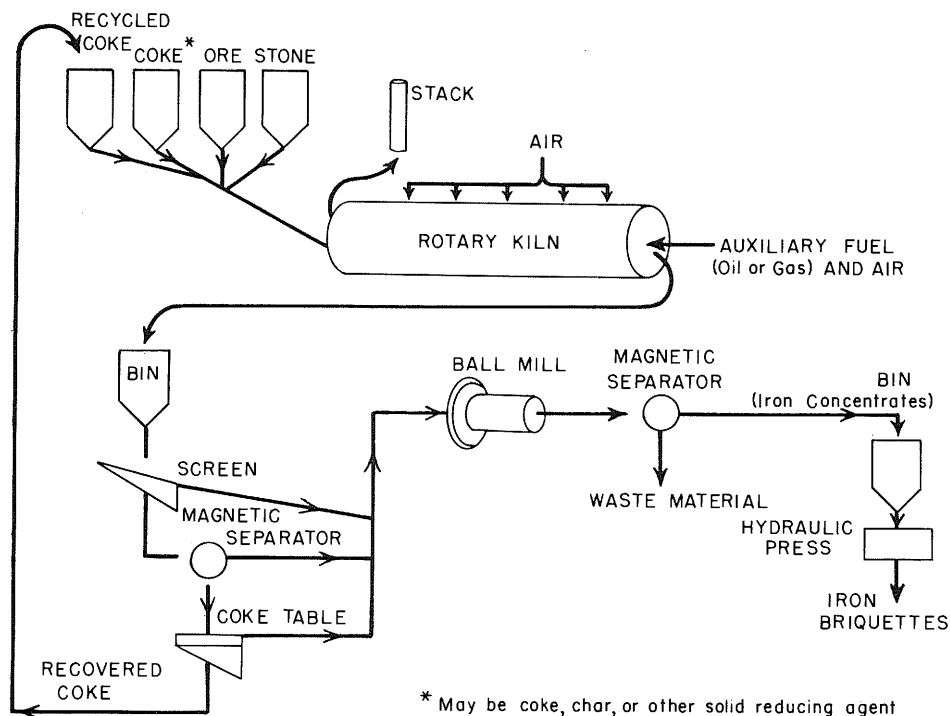 RECYCLED
COKE
COKE*
ORE
STONE
STACK
AIR
ROTARY KILN
AUXILIARY FUEL
(Oil or Gas) AND AIR
BIN
BALL MILL
MAGNETIC
SEPARATOR
BIN
(Iron Concentrates)
SCREEN
WASTE MATERIAL
MAGNETIC
SEPARATOR
HYDRAULIC
PRESS
COKE TABLE
IRON
BRIQUETTES
RECOVERED
COKE
* May be coke, char, or other solid reducing agent